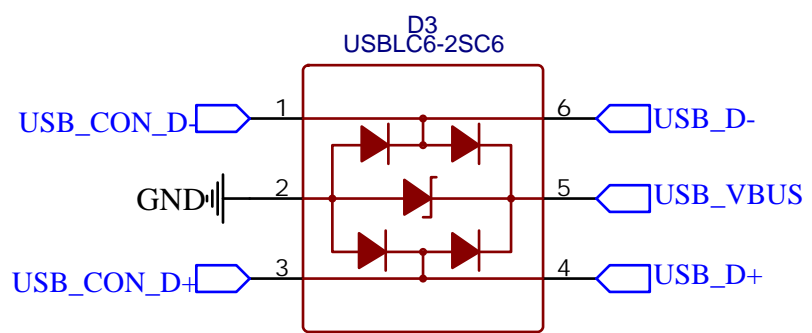 D3
USBLC6-2SC6
USB_CON_D- 1 6 USB_D-
GND 2 5 USB_VBUS
USB_CON_D+ 3 4 USB_D+